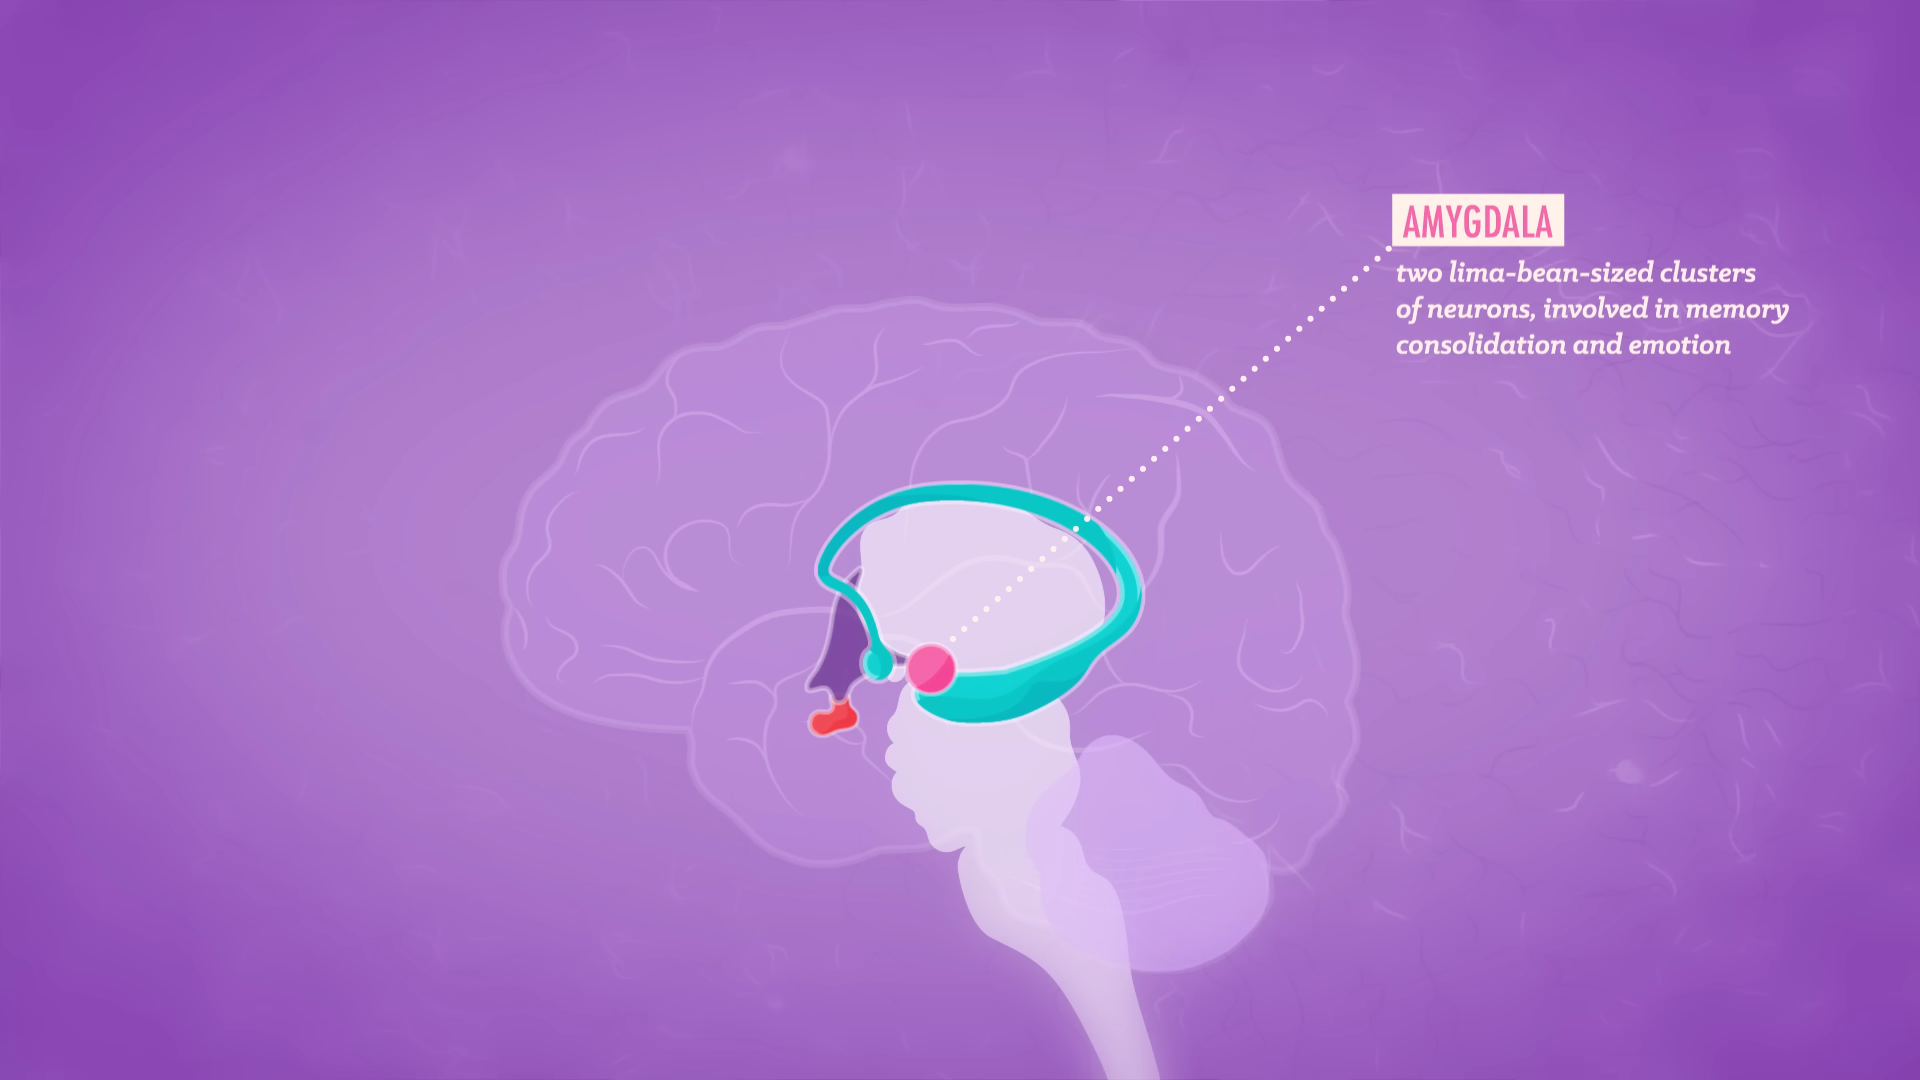 AMYGDALA
two lima-bean-sized clusters
of neurons, involved in memory
consolidation and emotion